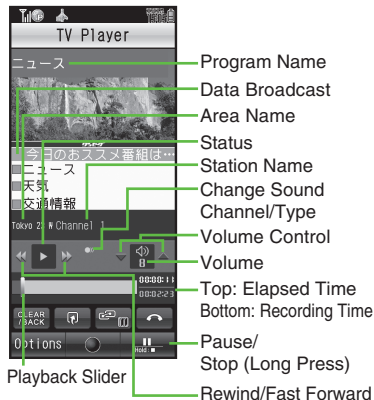 TV Player
ニュース
Program Name
Data Broadcast
Area Name
Status
Station Name
Change Sound
Channel/Type
Volume Control
Volume
Top: Elapsed Time
Bottom: Recording Time
Pause/
Stop (Long Press)
Rewind/Fast Forward
Playback Slider
今日のおススメ番組は…
ニュース
天気
交通情報
Tokyo 23 W Channel 1
8
00:00:11
00:02:23
CLEAR
/BACK
Options
Hold:■